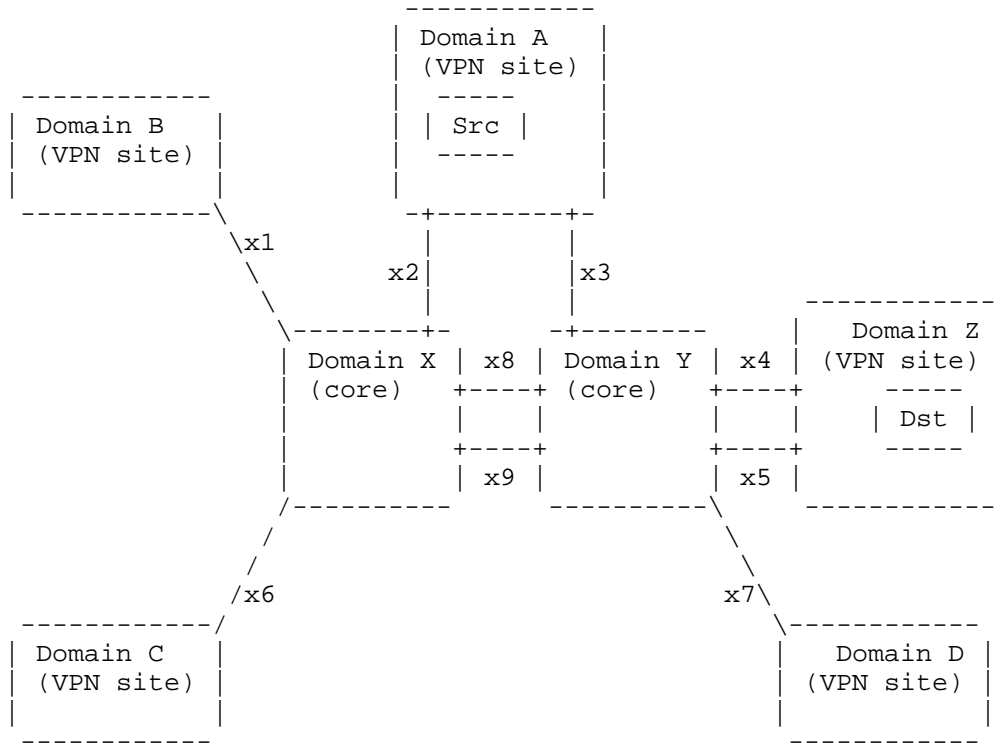 Domain A
(VPN site)
Src
Domain B
(VPN site)
x1
x2
x3
Domain X
(core)
x8
Domain Y
(core)
x4
Domain Z
(VPN site)
Dst
x9
x5
x6
x7
Domain C
(VPN site)
Domain D
(VPN site)